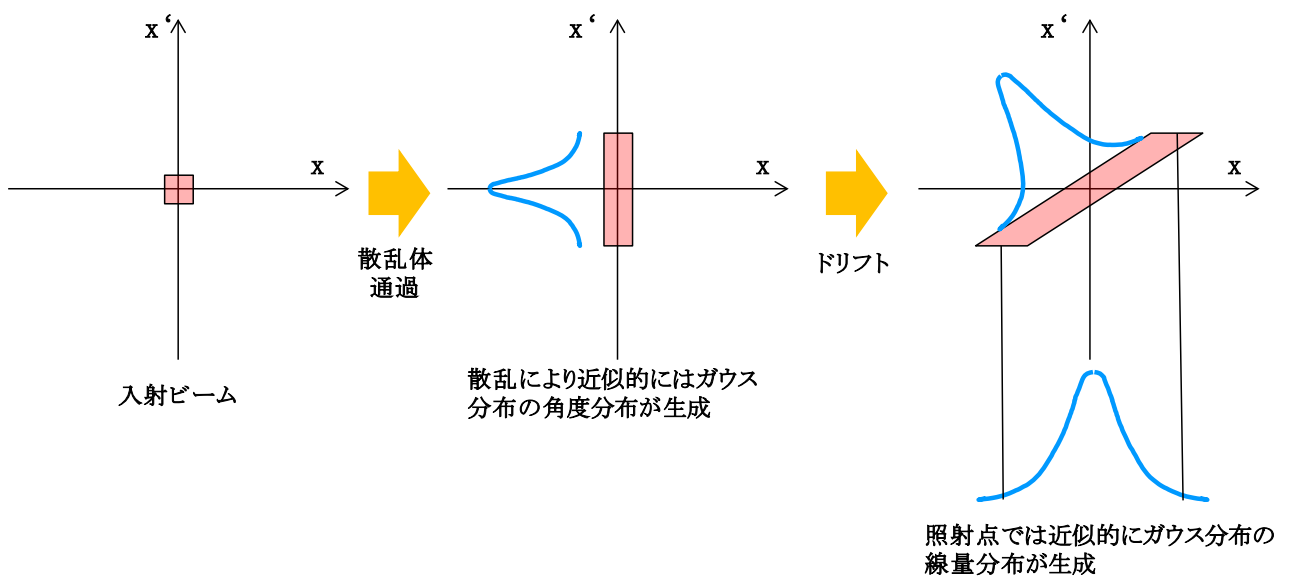 x‘
x
入射ビーム
散乱体
通過
x‘
x
散乱により近似的にはガウス
分布の角度分布が生成
ドリフト
x‘
x
照射点では近似的にガウス分布の
線量分布が生成